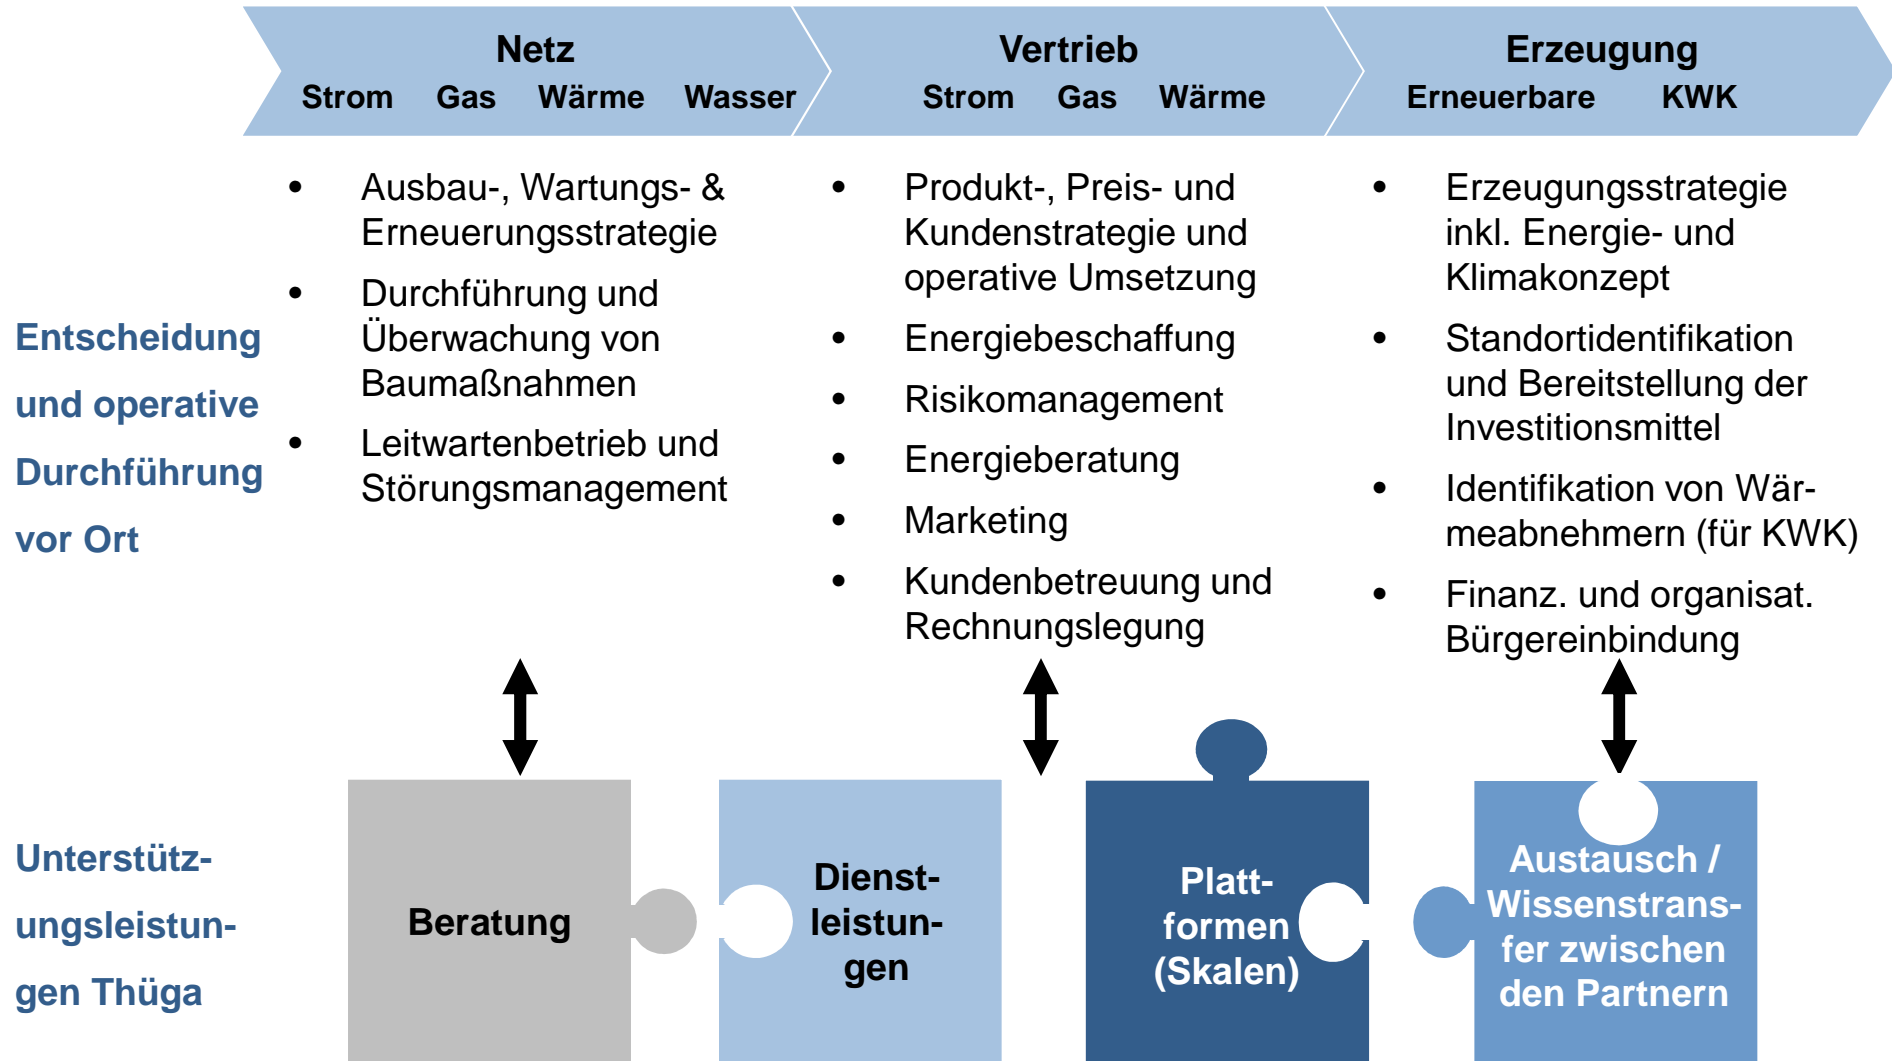 Netz
Strom Gas Wärme Wasser
Vertrieb
Strom Gas Wärme
Erzeugung
Erneuerbare KWK
Entscheidung
und operative
Durchführung
vor Ort
• Ausbau-, Wartungs- &
Erneuerungsstrategie
• Durchführung und
Überwachung von
Baumaßnahmen
• Leitwartenbetrieb und
Störungsmanagement
• Produkt-, Preis- und
Kundenstrategie und
operative Umsetzung
• Energiebeschaffung
• Risikomanagement
• Energieberatung
• Marketing
• Kundenbetreuung und
Rechnungslegung
• Erzeugungsstrategie
inkl. Energie- und
Klimakonzept
• Standortidentifikation
und Bereitstellung der
Investitionsmittel
• Identifikation von Wär-
meabnehmern (für KWK)
• Finanz. und organisat.
Bürgereinbindung
Unterstütz-
ungsleistun-
gen Thüga
Beratung
Dienst-
leistun-
gen
Platt-
formen
(Skalen)
Austausch /
Wissenstrans-
fer zwischen
den Partnern